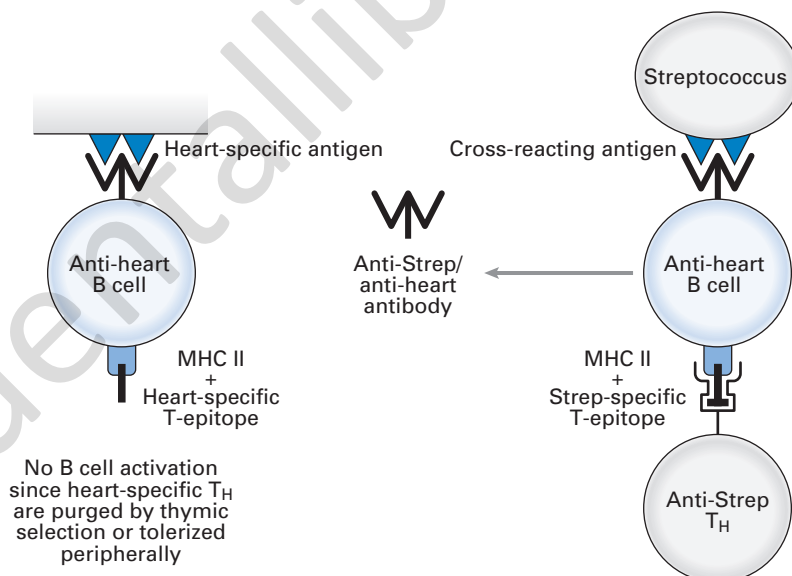 Streptococcus
Heart-specific antigen
Cross-reacting antigen
Anti-heart
B cell
Anti-Strep/
anti-heart
antibody
Anti-heart
B cell
MHC II
+
Heart-specific
T-epitope
MHC II
+
Strep-specific
T-epitope
No B cell activation
since heart-specific TH
are purged by thymic
selection or tolerized
peripherally
Anti-Strep
TH
dentallib